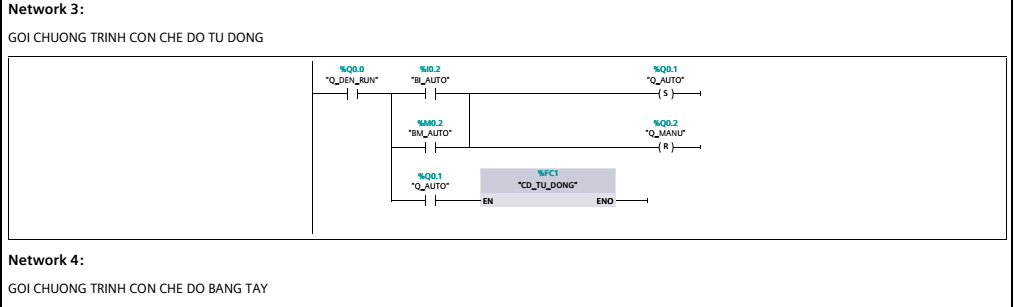 Network 3:
GOI CHUONG TRINH CON CHE DO TU DONG
%Q0.0 %I0.2 %Q0.1
"Q_DEN_RUN" "BI_AUTO" "Q_AUTO"
S
%M0.2 %Q0.2
"BM_AUTO" "Q_MANU"
R
%Q0.1 %FC1
"Q_AUTO" "CD_TU_DONG"
EN ENO
Network 4:
GOI CHUONG TRINH CON CHE DO BANG TAY